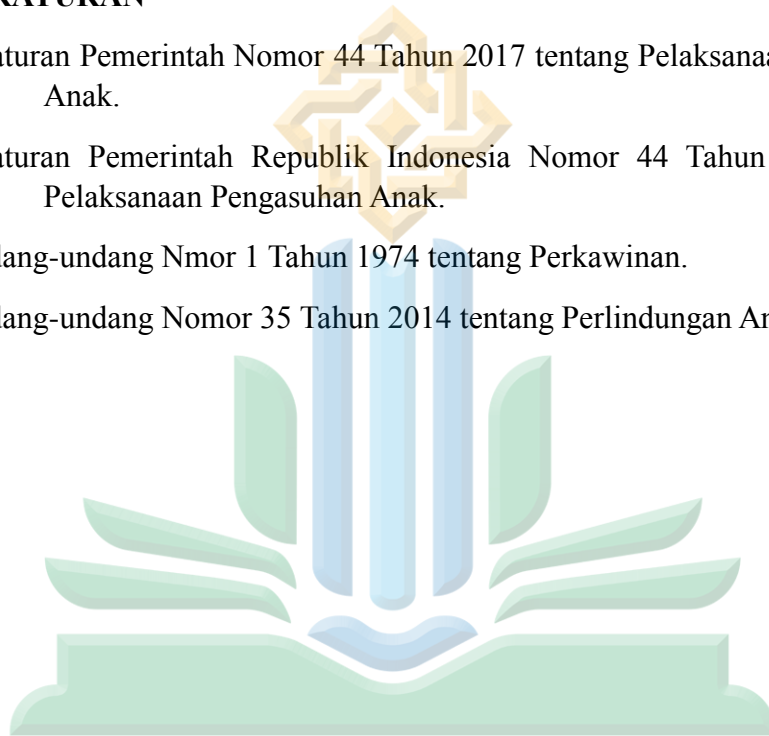 RATURAN
aturan Pemerintah Nomor 44 Tahun 2017 tentang Pelaksanaa
Anak.
aturan Pemerintah Republik Indonesia Nomor 44 Tahun
Pelaksanaan Pengasuhan Anak.
dang-undang Nmor 1 Tahun 1974 tentang Perkawinan.
dang-undang Nomor 35 Tahun 2014 tentang Perlindungan An